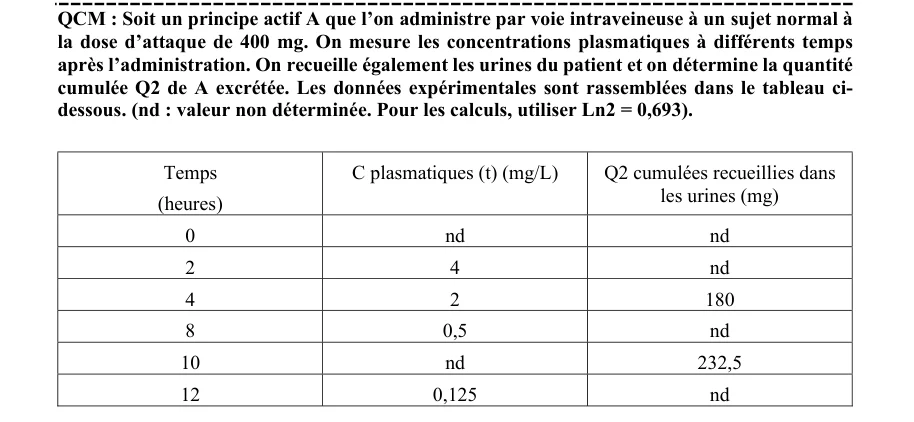 QCM : Soit un principe actif A que l’on administre par voie intraveineuse à un sujet normal à
la dose d’attaque de 400 mg. On mesure les concentrations plasmatiques à différents temps
après l’administration. On recueille également les urines du patient et on détermine la quantité
cumulée Q2 de A excrétée. Les données expérimentales sont rassemblées dans le tableau ci-
dessous. (nd : valeur non déterminée. Pour les calculs, utiliser Ln2 = 0,693).
Temps
(heures)
C plasmatiques (t) (mg/L)
Q2 cumulées recueillies dans
les urines (mg)
0 nd nd
2 4 nd
4 2 180
8 0,5 nd
10 nd 232,5
12 0,125 nd